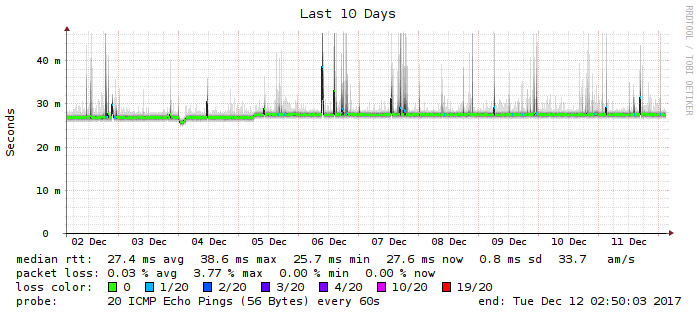 Last 10 Days
RRDTOOL / TOBI OETIKER
Seconds
40 m
30 m
20 m
10 m
0
02 Dec 03 Dec 04 Dec 05 Dec 06 Dec 07 Dec 08 Dec 09 Dec 10 Dec 11 Dec
median rtt: 27.4 ms avg 38.6 ms max 25.7 ms min 27.6 ms now 0.8 ms sd 33.7 am/s
packet loss: 0.03 % avg 3.77 % max 0.00 % min 0.00 % now
loss color: 0 1/20 2/20 3/20 4/20 10/20 19/20
probe: 20 ICMP Echo Pings (56 Bytes) every 60s end: Tue Dec 12 02:50:03 2017